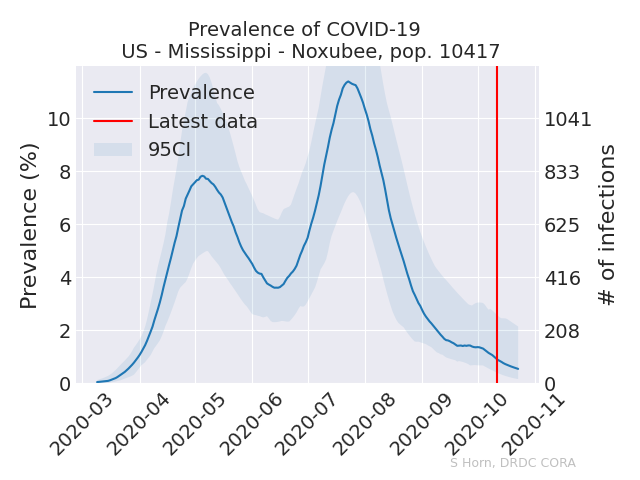 Prevalence of COVID-19
US - Mississippi - Noxubee, pop. 10417
Prevalence
Latest data
95CI
Prevalence (%)
10
8
6
4
2
0
1041
833
625
416
208
0
# of infections
2020-03
2020-04
2020-05
2020-06
2020-07
2020-08
2020-09
2020-10
2020-11
S Horn, DRDC CORA